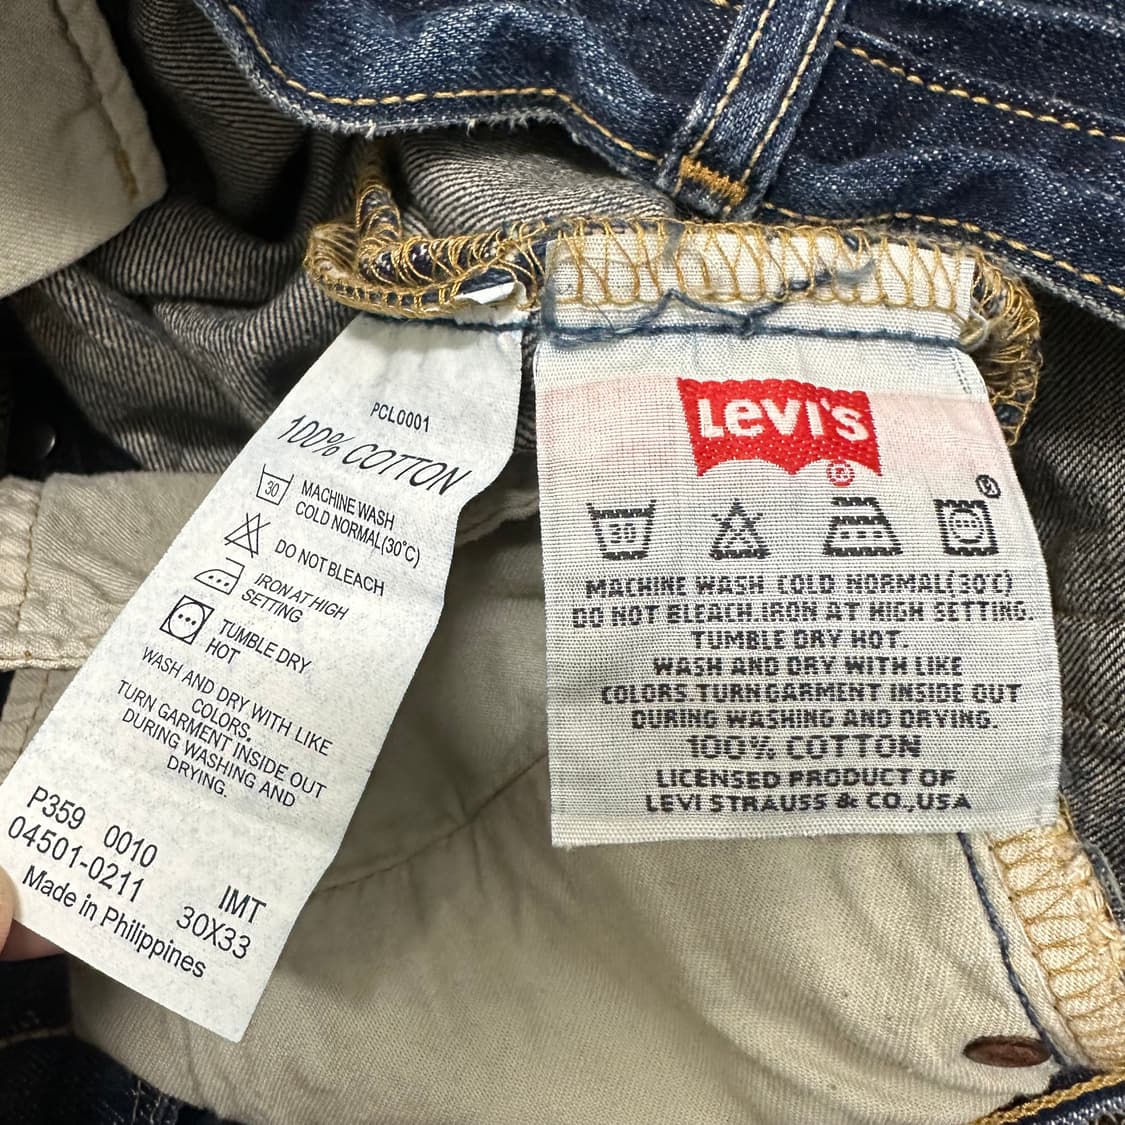 PCL0001
100% COTTON
30
MACHINE WASH
COLD NORMAL(30°C)
DO NOT BLEACH
IRON AT HIGH
SETTING
TUMBLE DRY
HOT
WASH AND DRY WITH LIKE
COLORS.
TURN GARMENT INSIDE OUT
DURING WASHING AND
DRYING.
P359 0010
04501-0211 IMT
Made in Philippines 30X33
LEVI'S
®
30
®
MACHINE WASH COLD NORMAL(30°C)
DO NOT BLEACH.IRON AT HIGH SETTING.
TUMBLE DRY HOT.
WASH AND DRY WITH LIKE
COLORS.TURN GARMENT INSIDE OUT
DURING WASHING AND DRYING.
100% COTTON
LICENSED PRODUCT OF
LEVI STRAUSS & CO.,USA